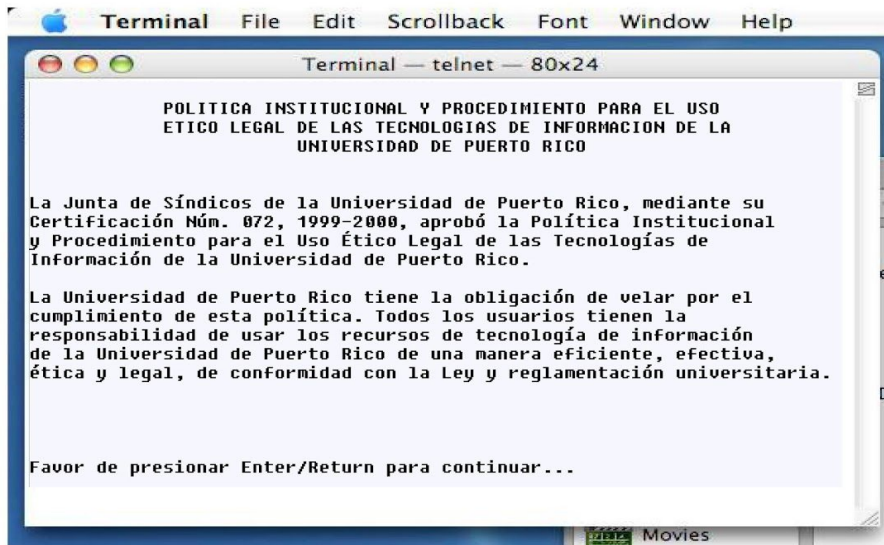 Terminal File Edit Scrollback Font Window Help
Terminal — telnet — 80x24
POLITICA INSTITUCIONAL Y PROCEDIMIENTO PARA EL USO
ETICO LEGAL DE LAS TECNOLOGIAS DE INFORMACION DE LA
UNIVERSIDAD DE PUERTO RICO
La Junta de Síndicos de la Universidad de Puerto Rico, mediante su
Certificación Núm. 072, 1999-2000, aprobó la Política Institucional
y Procedimiento para el Uso Ético Legal de las Tecnologías de
Información de la Universidad de Puerto Rico.
La Universidad de Puerto Rico tiene la obligación de velar por el
cumplimiento de esta política. Todos los usuarios tienen la
responsabilidad de usar los recursos de tecnología de información
de la Universidad de Puerto Rico de una manera eficiente, efectiva,
ética y legal, de conformidad con la Ley y reglamentación universitaria.
Favor de presionar Enter/Return para continuar...
Movies